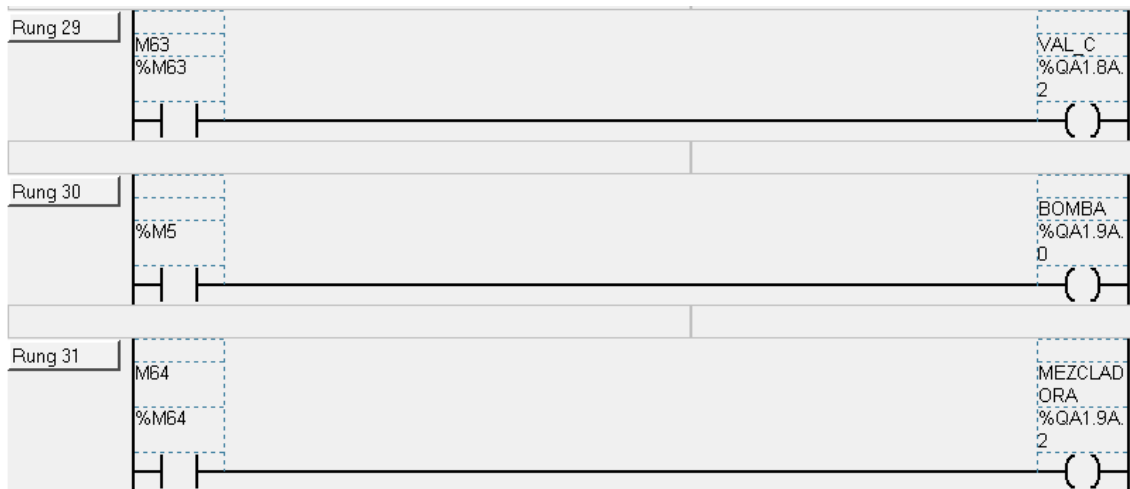 Rung 29
M63
%M63
VAL_C
%QA1.8A.
2
Rung 30
%M5
BOMBA
%QA1.9A.
0
Rung 31
M64
%M64
MEZCLAD
ORA
%QA1.9A.
2